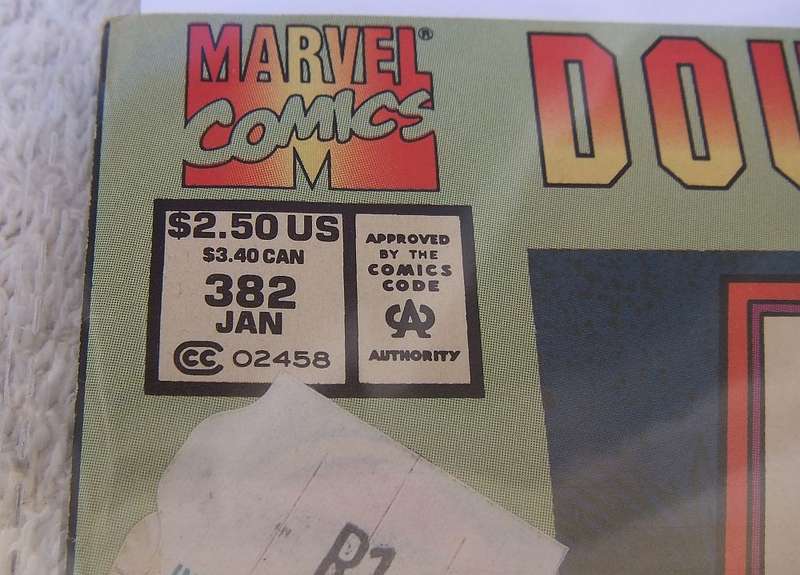 MARVEL®
COMICS
M
DOU
$2.50 US
$3.40 CAN
382
JAN
CC 02458
APPROVED
BY THE
COMICS
CODE
CA
AUTHORITY